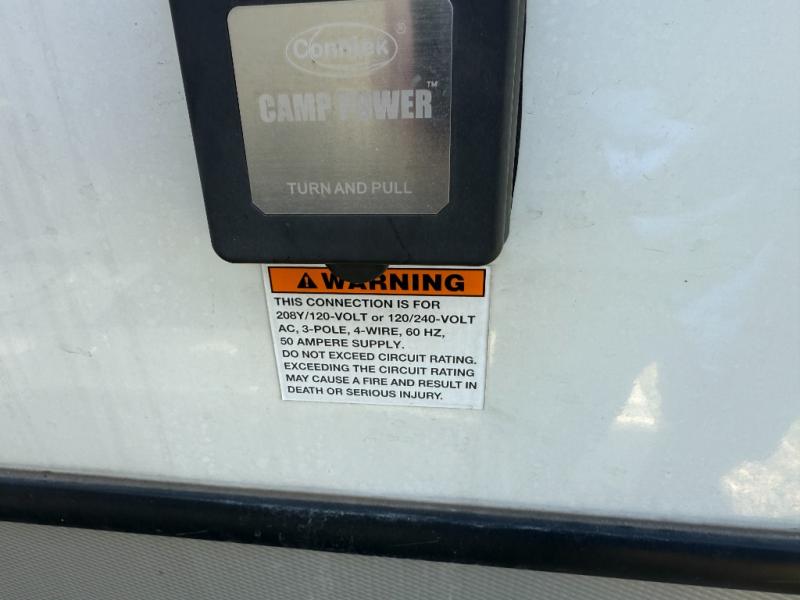 Conntek®
CAMP POWER™
TURN AND PULL
WARNING
THIS CONNECTION IS FOR
208Y/120-VOLT or 120/240-VOLT
AC, 3-POLE, 4-WIRE, 60 HZ,
50 AMPERE SUPPLY.
DO NOT EXCEED CIRCUIT RATING.
EXCEEDING THE CIRCUIT RATING
MAY CAUSE A FIRE AND RESULT IN
DEATH OR SERIOUS INJURY.